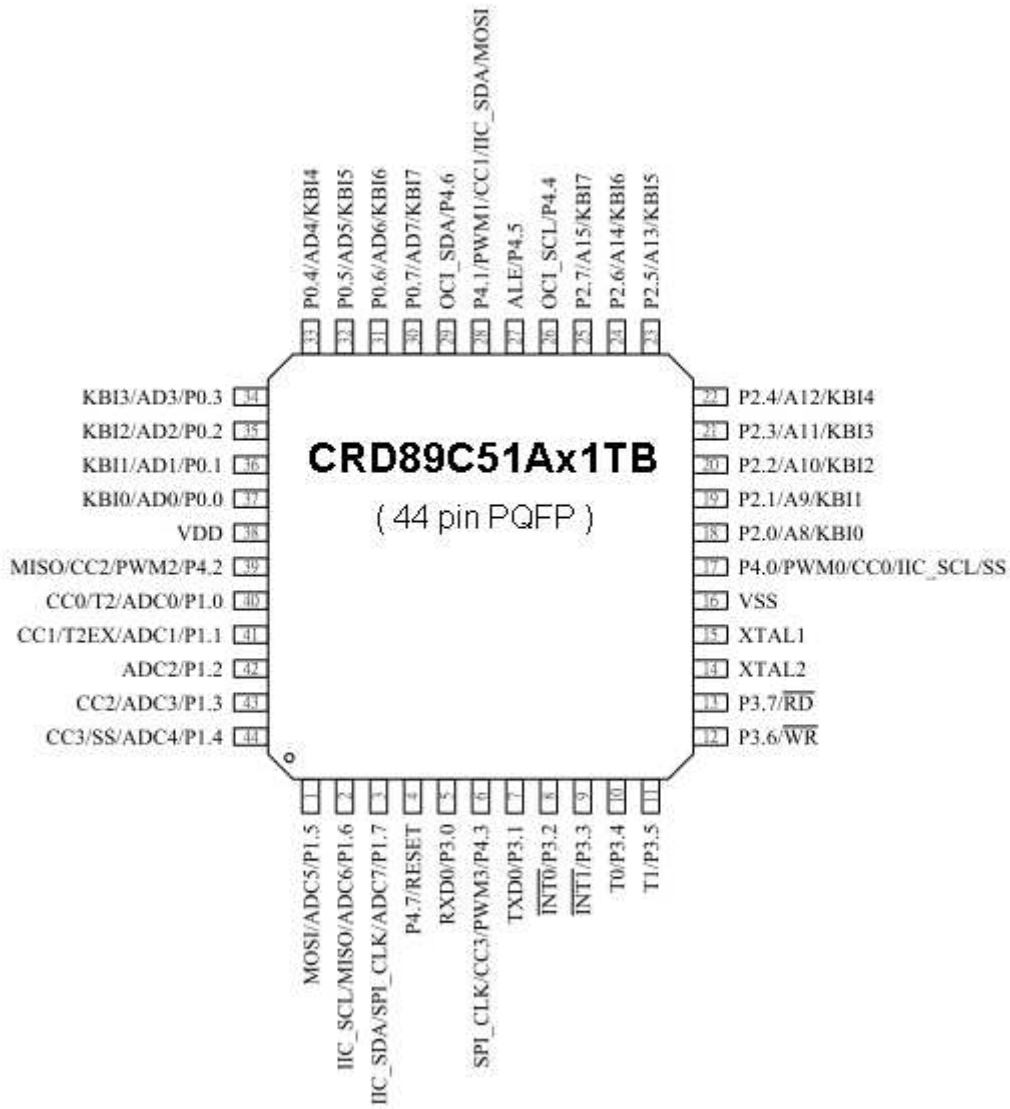 P0.4/AD4/KBI4
P0.5/AD5/KBI5
P0.6/AD6/KBI6
P0.7/AD7/KBI7
OCI_SDA/P4.6
P4.1/PWM1/CC1/IIC_SDA/MOSI
ALE/P4.5
OCI_SCL/P4.4
P2.7/A15/KBI7
P2.6/A14/KBI6
P2.5/A13/KBI5
33 32 31 30 29 28 27 26 25 24 23
KBI3/AD3/P0.3 34
KBI2/AD2/P0.2 35
KBI1/AD1/P0.1 36
KBI0/AD0/P0.0 37
VDD 38
MISO/CC2/PWM2/P4.2 39
CC0/T2/ADC0/P1.0 40
CC1/T2EX/ADC1/P1.1 41
ADC2/P1.2 42
CC2/ADC3/P1.3 43
CC3/SS/ADC4/P1.4 44
CRD89C51Ax1TB
( 44 pin PQFP )
22 P2.4/A12/KBI4
21 P2.3/A11/KBI3
20 P2.2/A10/KBI2
19 P2.1/A9/KBI1
18 P2.0/A8/KBI0
17 P4.0/PWM0/CC0/IIC_SCL/SS
16 VSS
15 XTAL1
14 XTAL2
13 P3.7/R̅D̅
12 P3.6/W̅R̅
1 2 3 4 5 6 7 8 9 10 11
MOSI/ADC5/P1.5
IIC_SCL/MISO/ADC6/P1.6
IIC_SDA/SPI_CLK/ADC7/P1.7
P4.7/RESET
RXD0/P3.0
SPI_CLK/CC3/PWM3/P4.3
TXD0/P3.1
I̅N̅T̅0̅/P3.2
I̅N̅T̅1̅/P3.3
T0/P3.4
T1/P3.5